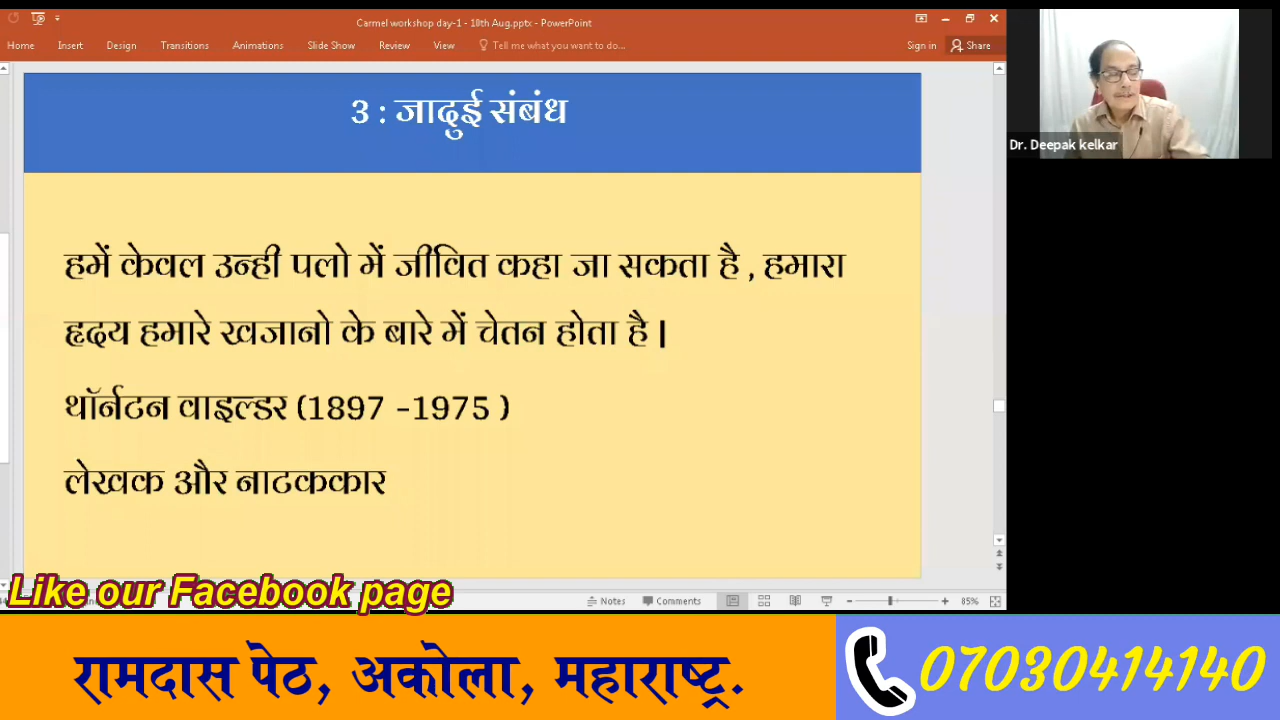 Carmel workshop day-1 - 10th Aug.pptx - PowerPoint
Home Insert Design Transitions Animations Slide Show Review View Tell me what you want to do... Sign in Share
3 : जादुई संबंध
हमें केवल उन्ही पलो में जीवित कहा जा सकता है , हमारा
हृदय हमारे खजानो के बारे में चेतन होता है |
थॉर्नटन वाइल्डर (1897 -1975 )
लेखक और नाटककार
Dr. Deepak kelkar
Like our Facebook page
Notes Comments 85%
रामदास पेठ, अकोला, महाराष्ट्र.
07030414140